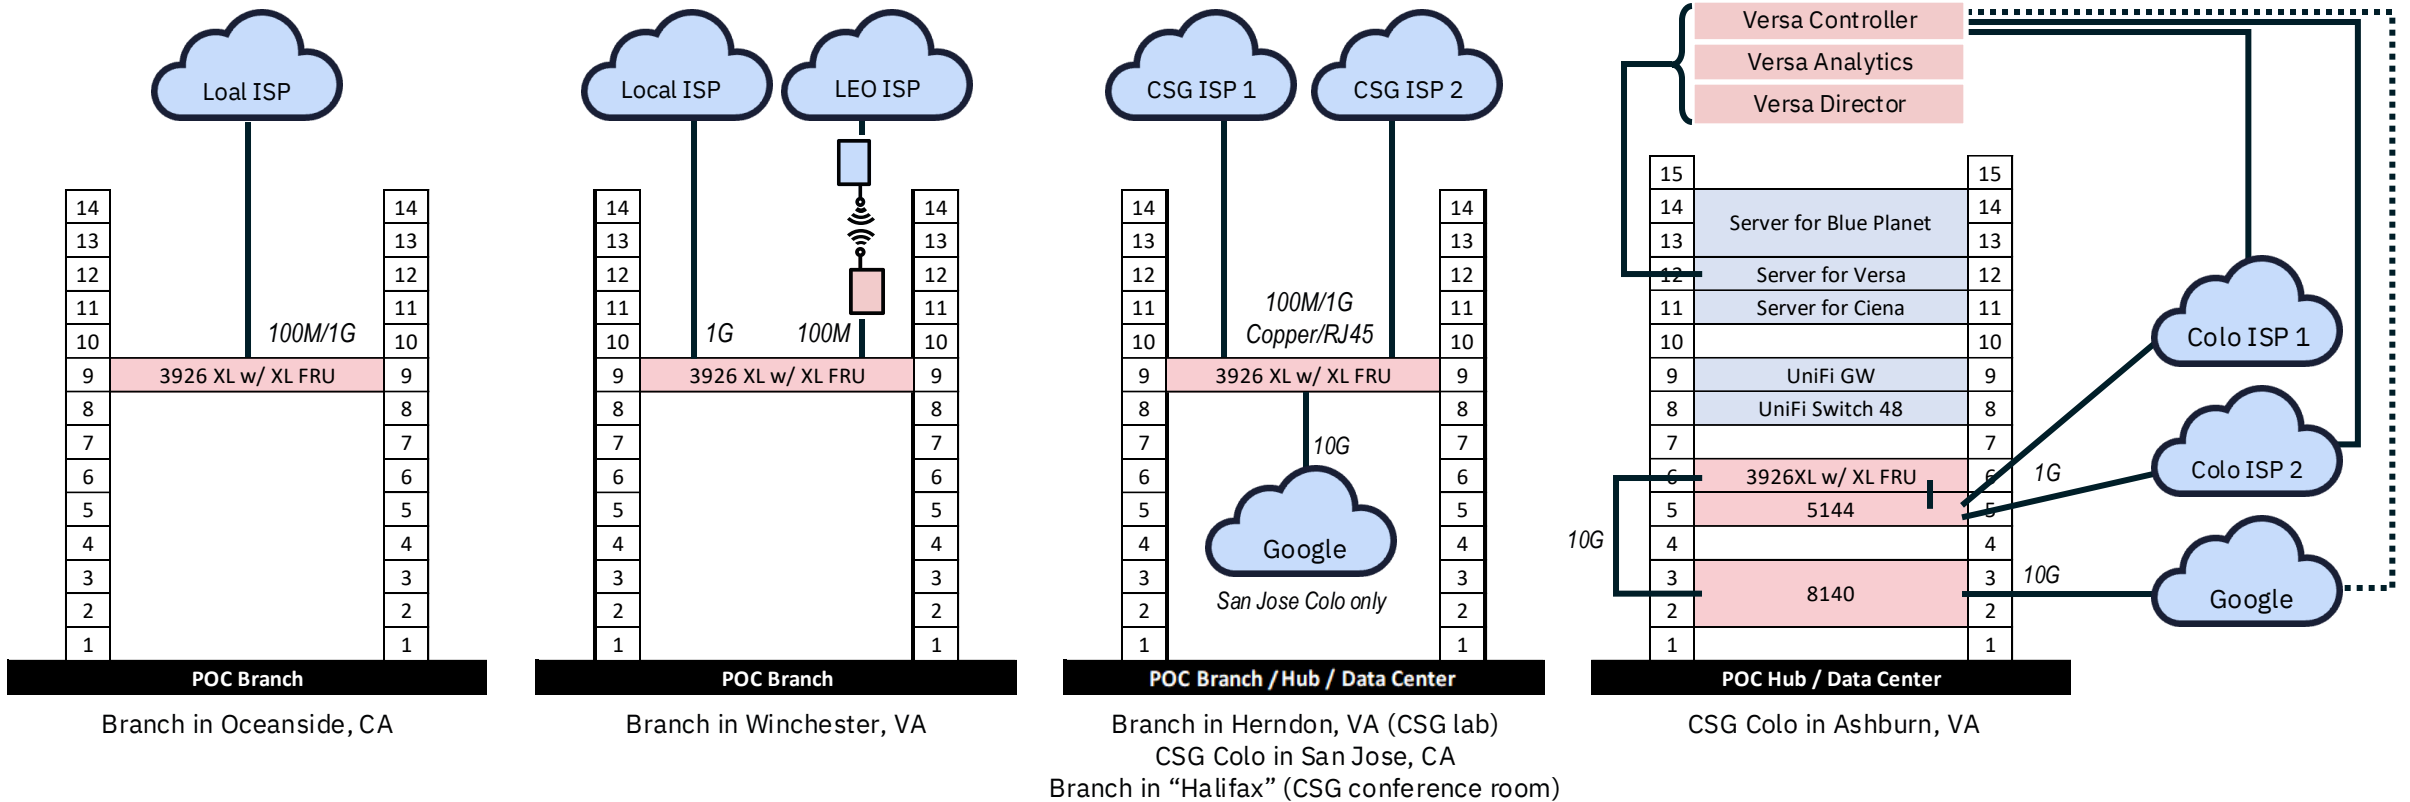 Loal ISP
14 14
13 13
12 12
11 11
100M/1G
10 10
9 3926 XL w/ XL FRU 9
8 8
7 7
6 6
5 5
4 4
3 3
2 2
1 1
POC Branch
Branch in Oceanside, CA
Local ISP
LEO ISP
14 14
13 13
12 12
11 11
1G 100M
10 10
9 3926 XL w/ XL FRU 9
8 8
7 7
6 6
5 5
4 4
3 3
2 2
1 1
POC Branch
Branch in Winchester, VA
CSG ISP 1
CSG ISP 2
14 14
13 13
12 12
100M/1G
11 11
Copper/RJ45
10 10
9 3926 XL w/ XL FRU 9
8 8
10G
7 7
6 6
5 5
Google
4 4
3 3
San Jose Colo only
2 2
1 1
POC Branch / Hub / Data Center
Branch in Herndon, VA (CSG lab)
CSG Colo in San Jose, CA
Branch in “Halifax” (CSG conference room)
Versa Controller
Versa Analytics
Versa Director
15 15
14 14
Server for Blue Planet
13 13
12 Server for Versa 12
11 Server for Ciena 11
10 10
9 UniFi GW 9
8 UniFi Switch 48 8
7 7
6 3926XL w/ XL FRU 6
5 5144 5
4 4
3 3
8140
2 2
1 1
10G
1G
10G
Colo ISP 1
Colo ISP 2
Google
POC Hub / Data Center
CSG Colo in Ashburn, VA